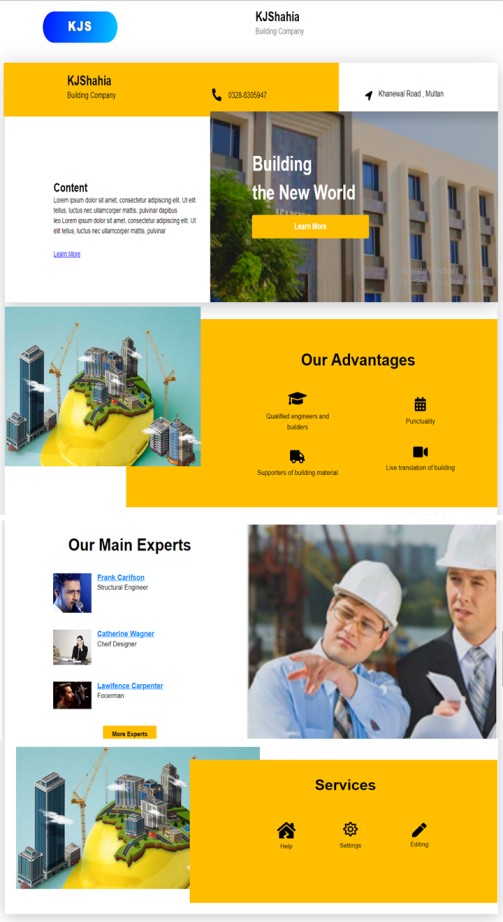 KJS
KJShahia
Building Company
KJShahia
Building Company
0328-6305947
Khanewal Road , Multan
Building
the New World
Learn More
Content
Lorem ipsum dolor sit amet, consectetur adipiscing elit. Ut elit
tellus, luctus nec ullamcorper mattis, pulvinar dapibus
leo.Lorem ipsum dol sit amet, consectetur adipiscing elit. Ut
elit tellus, luctus nec ullamcorper mattis, pulvinar
Learn More
Our Advantages
Qualified engineers and
builders
Punctuality
Supporters of building material
Live translation of building
Our Main Experts
Frank Carifson
Structural Engineer
Catherine Wagner
Cheif Designer
Lawifence Carpenter
Focerman
More Experts
Services
Help
Settings
Editing